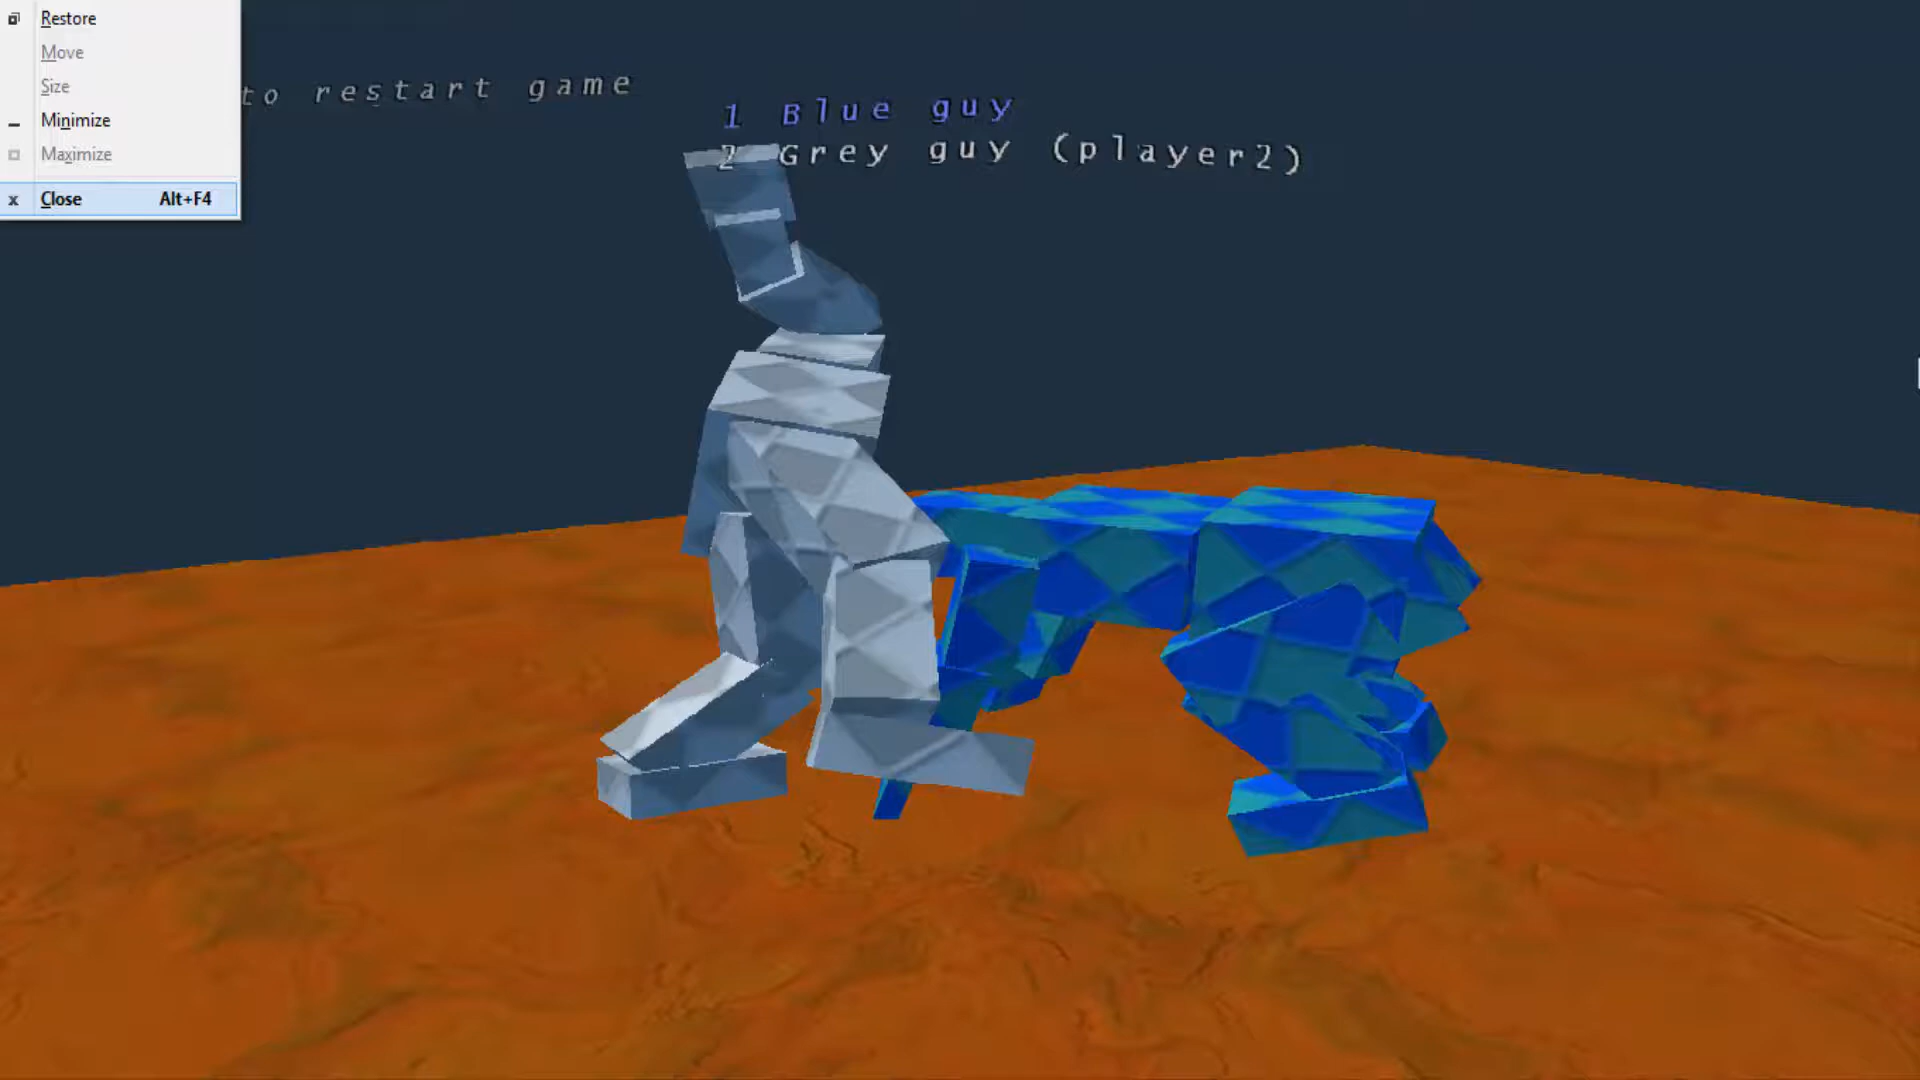 Restore
Move
Size
Minimize
Maximize
Close Alt+F4
to restart game
1 Blue guy
2 Grey guy (player2)